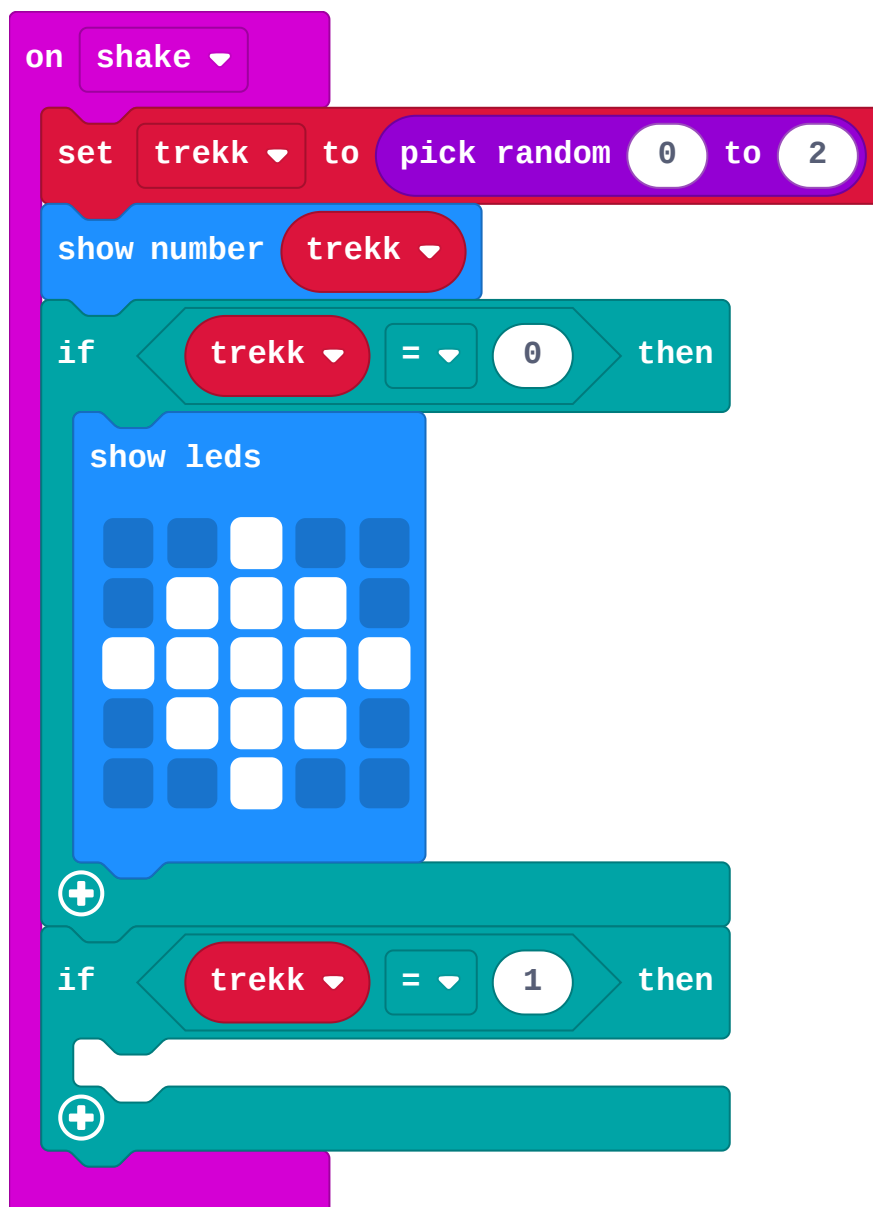 on shake
set trekk to pick random 0 to 2
show number trekk
if trekk = 0 then
show leds
if trekk = 1 then